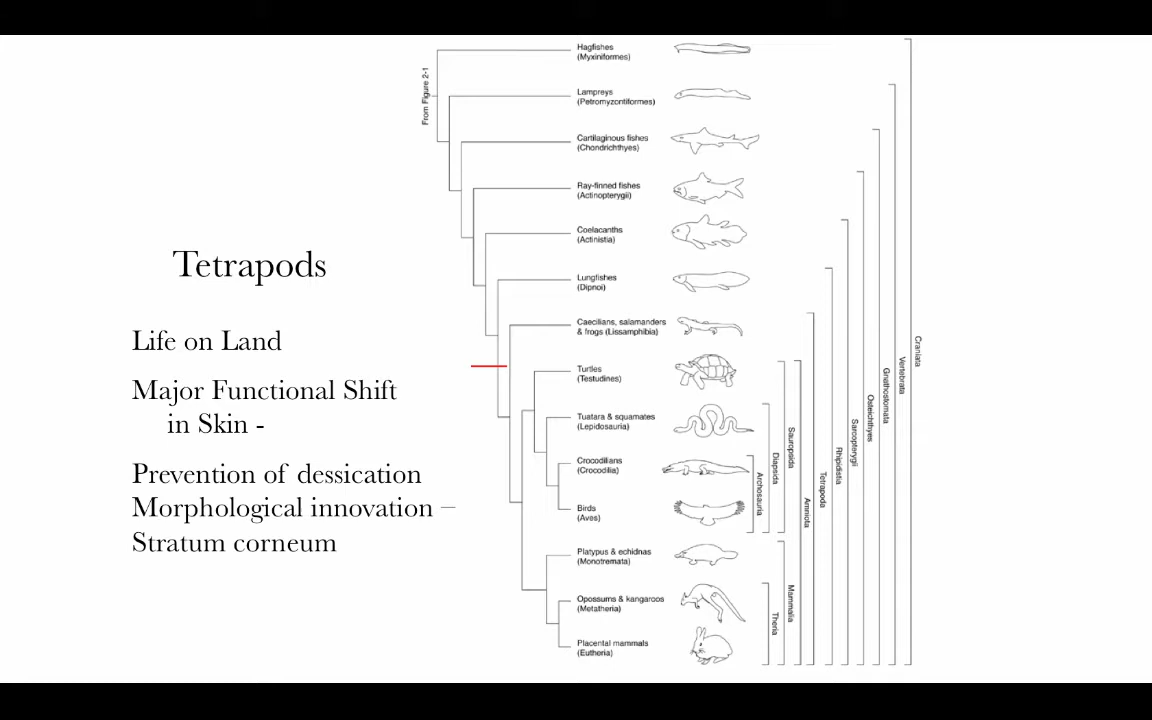 Tetrapods
Life on Land
Major Functional Shift
in Skin -
Prevention of dessication
Morphological innovation –
Stratum corneum
From Figure 2-1
Hagfishes
(Myxiniformes)
Lampreys
(Petromyzontiformes)
Cartilaginous fishes
(Chondrichthyes)
Ray-finned fishes
(Actinopterygii)
Coelacanths
(Actinistia)
Lungfishes
(Dipnoi)
Caecilians, salamanders
& frogs (Lissamphibia)
Turtles
(Testudines)
Tuatara & squamates
(Lepidosauria)
Crocodilians
(Crocodilia)
Birds
(Aves)
Platypus & echidnas
(Monotremata)
Opossums & kangaroos
(Metatheria)
Placental mammals
(Eutheria)
Archosauria
Diapsida
Sauropsida
Theria
Mammalia
Amniota
Tetrapoda
Rhipidistia
Sarcopterygii
Osteichthyes
Gnathostomata
Vertebrata
Craniata